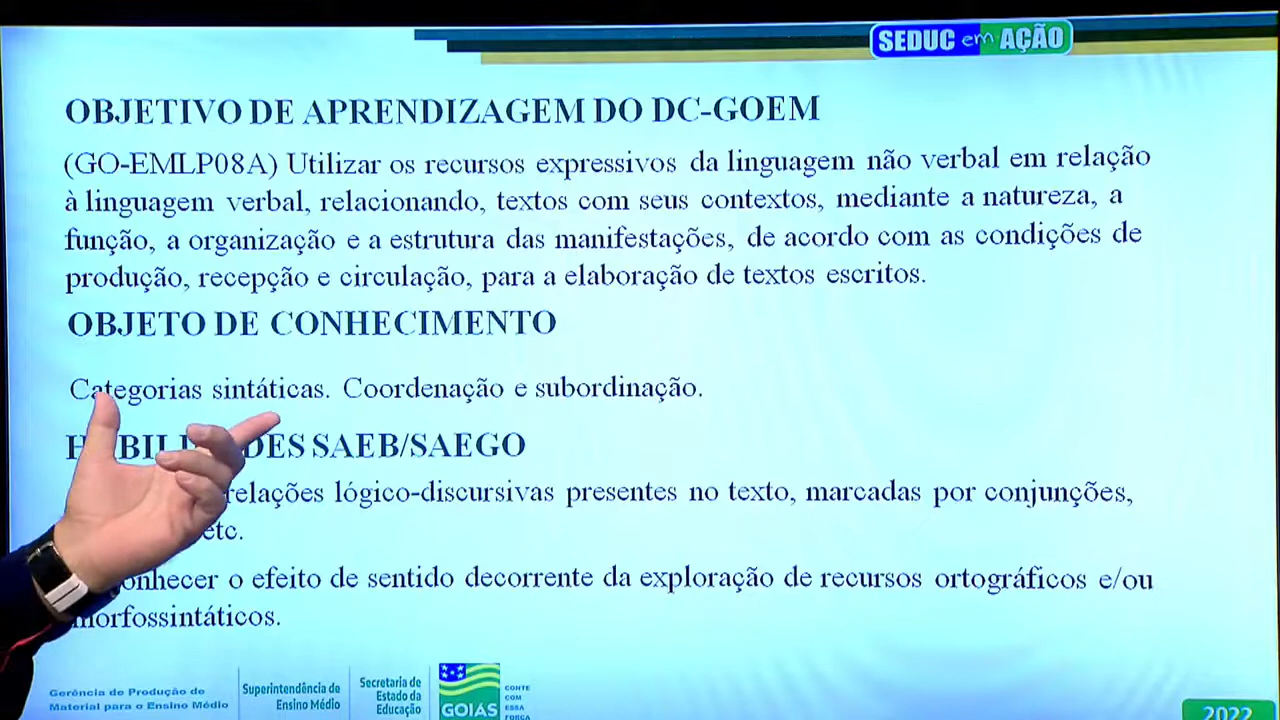 SEDUC em AÇÃO
OBJETIVO DE APRENDIZAGEM DO DC-GOEM
(GO-EMLP08A) Utilizar os recursos expressivos da linguagem não verbal em relação
à linguagem verbal, relacionando, textos com seus contextos, mediante a natureza, a
função, a organização e a estrutura das manifestações, de acordo com as condições de
produção, recepção e circulação, para a elaboração de textos escritos.
OBJETO DE CONHECIMENTO
Categorias sintáticas. Coordenação e subordinação.
SAEB/SAEGO
relações lógico-discursivas presentes no texto, marcadas por conjunções,
etc.
o efeito de sentido decorrente da exploração de recursos ortográficos e/ou
morfossintáticos.
Gerência de Produção de
Material para o Ensino Médio
Superintendência de
Ensino Médio
Secretaria de
Estado da
Educação
GOIÁS
CONTE
COM
ESSA
FORÇA
2022